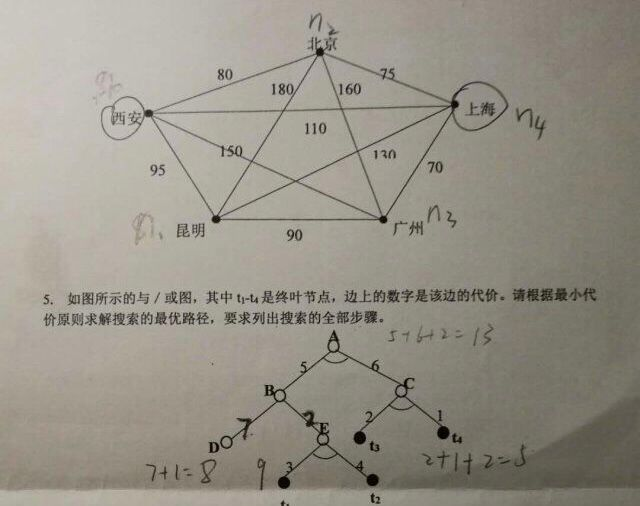 n2
北京
80
180
160
75
西安
上海
n4
110
150
130
95
70
昆明
90
广州
n3
5. 如图所示的与 / 或图，其中 t1-t4 是终叶节点，边上的数字是该边的代价。请根据最小代
价原则求解搜索的最优路径，要求列出搜索的全部步骤。
A
5+6+2=13
5
6
B
C
7
2
2
1
D
E
t3
t4
7+1=8
9
3
4
2+1+2=5
t2